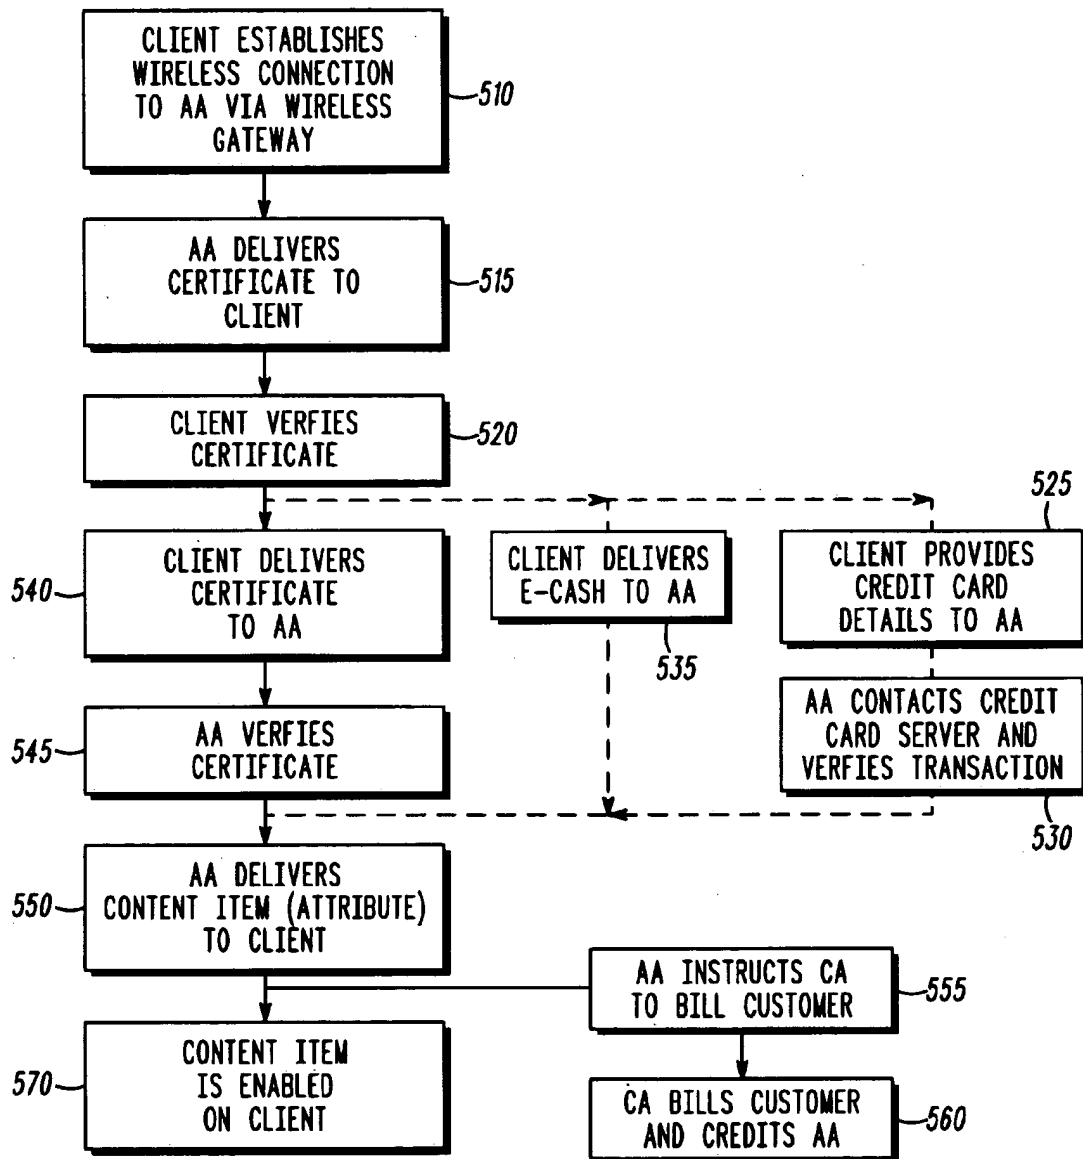 CLIENT ESTABLISHES
WIRELESS CONNECTION
TO AA VIA WIRELESS
GATEWAY
510
AA DELIVERS
CERTIFICATE TO
CLIENT
515
CLIENT VERFIES
CERTIFICATE
520
540
CLIENT DELIVERS
CERTIFICATE
TO AA
CLIENT DELIVERS
E-CASH TO AA
535
525
CLIENT PROVIDES
CREDIT CARD
DETAILS TO AA
545
AA VERFIES
CERTIFICATE
AA CONTACTS CREDIT
CARD SERVER AND
VERFIES TRANSACTION
530
550
AA DELIVERS
CONTENT ITEM (ATTRIBUTE)
TO CLIENT
AA INSTRUCTS CA
TO BILL CUSTOMER
555
570
CONTENT ITEM
IS ENABLED
ON CLIENT
CA BILLS CUSTOMER
AND CREDITS AA
560